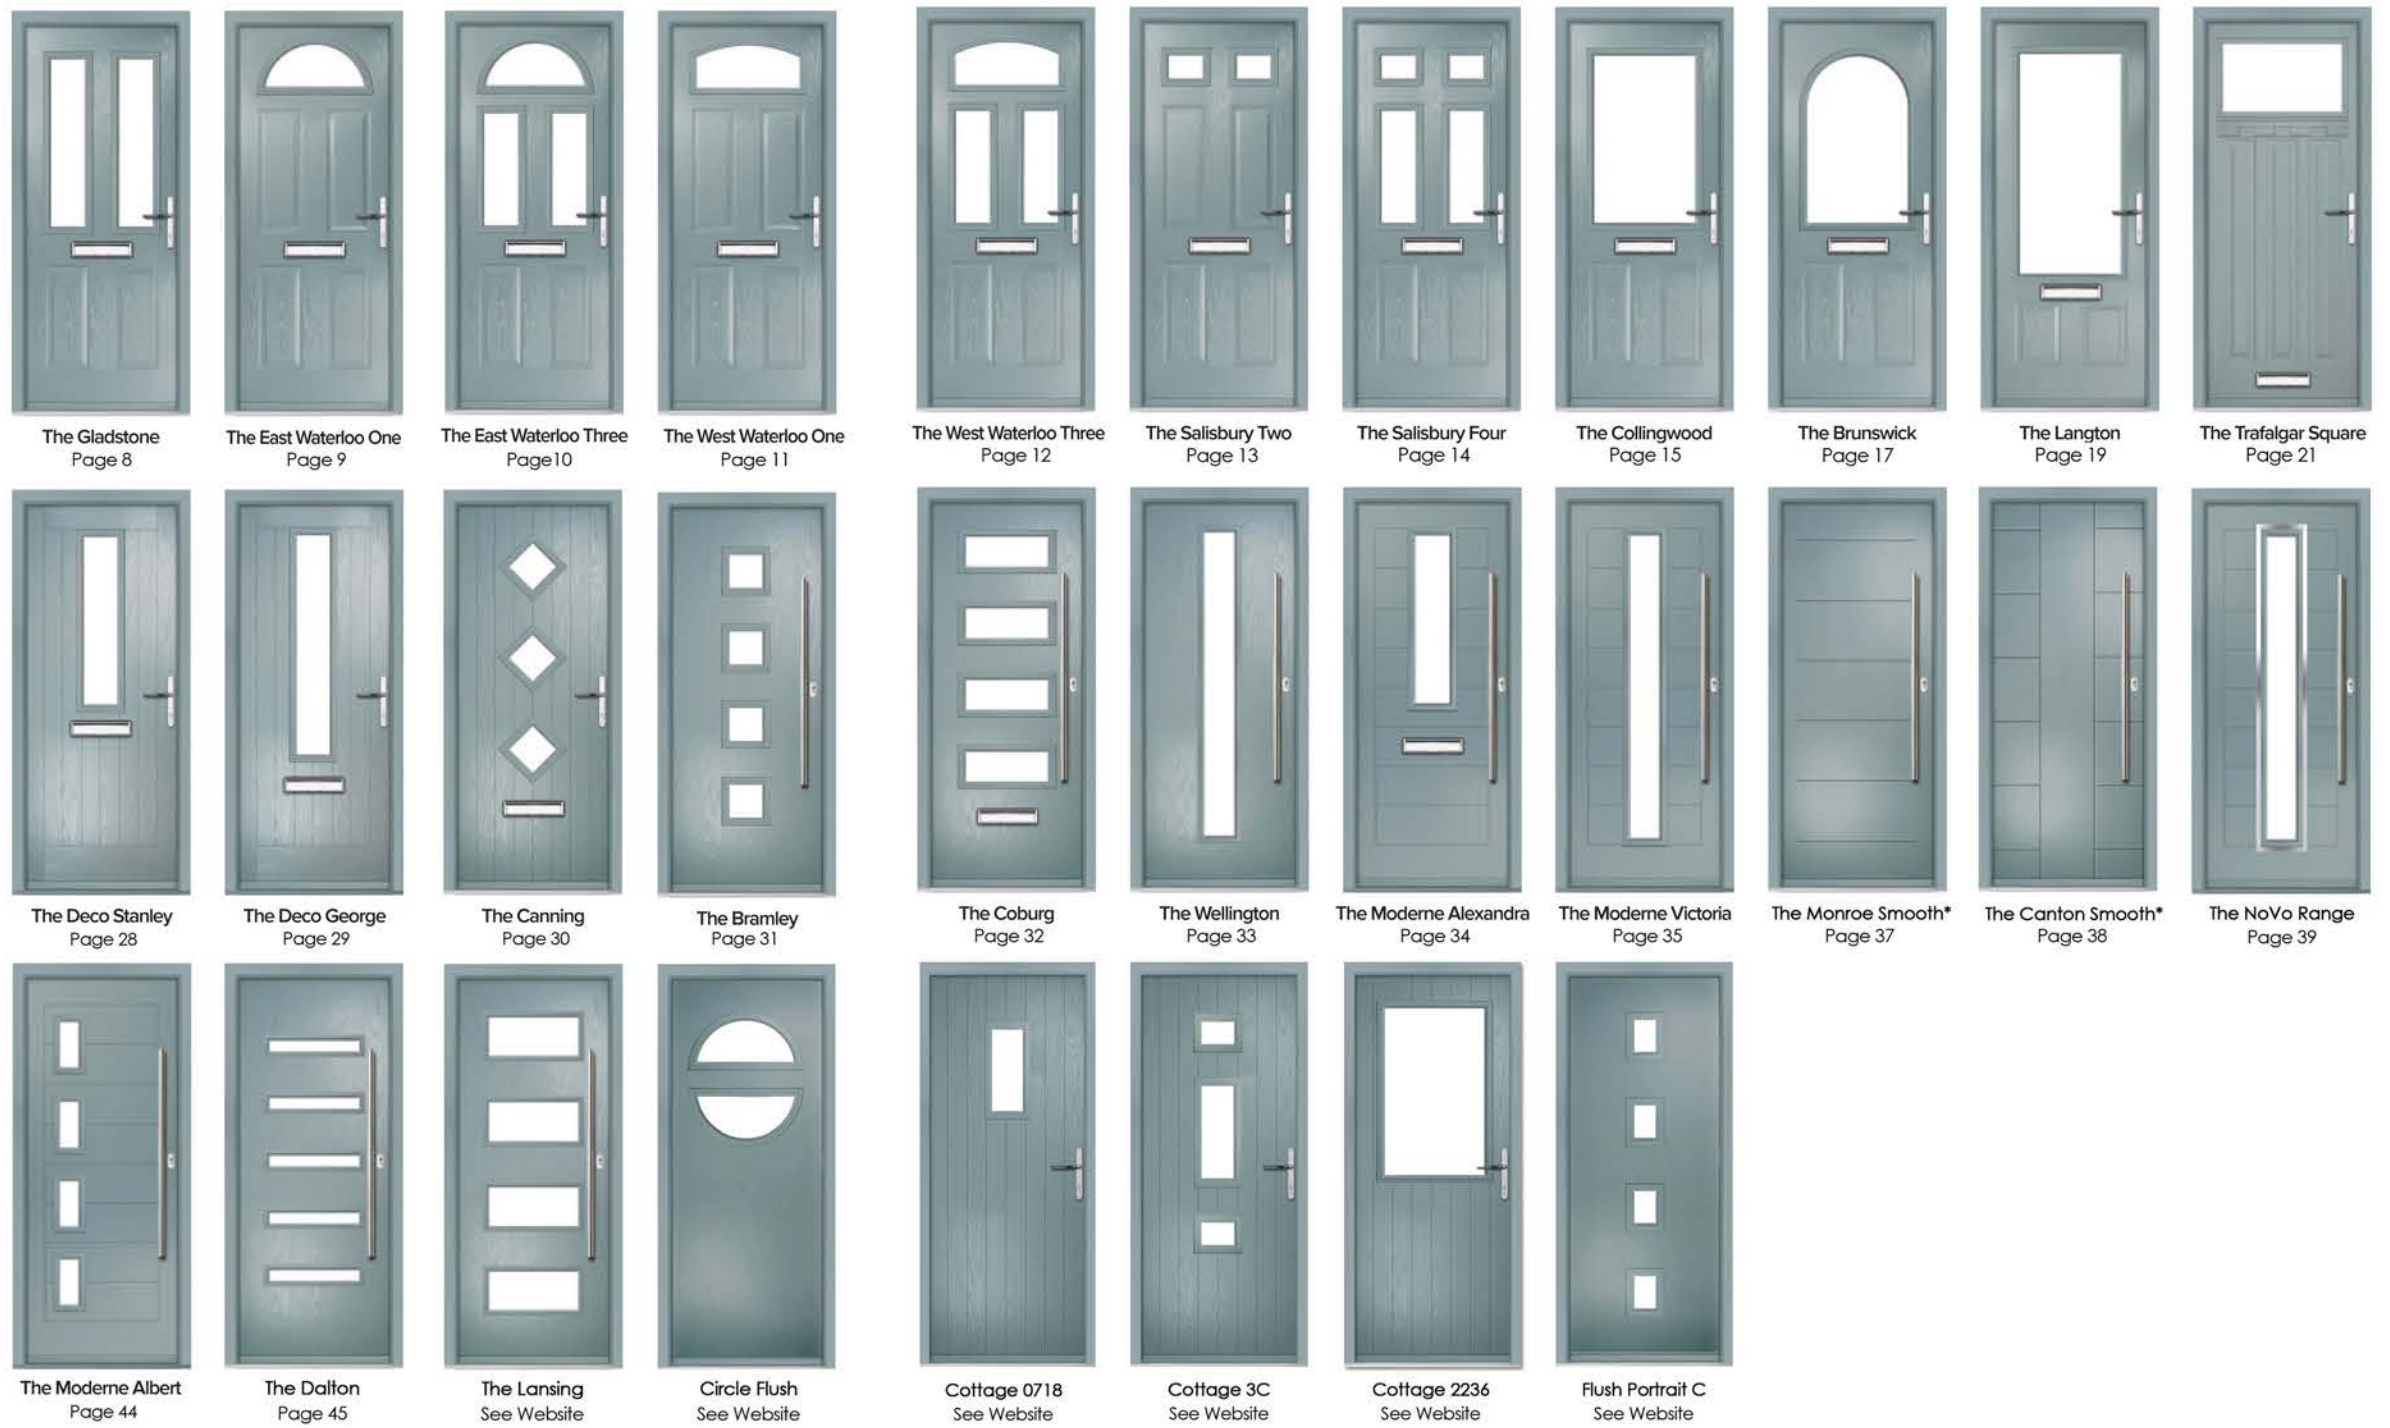 The Gladstone
Page 8
The East Waterloo One
Page 9
The East Waterloo Three
Page10
The West Waterloo One
Page 11
The West Waterloo Three
Page 12
The Salisbury Two
Page 13
The Salisbury Four
Page 14
The Collingwood
Page 15
The Brunswick
Page 17
The Langton
Page 19
The Trafalgar Square
Page 21
The Deco Stanley
Page 28
The Deco George
Page 29
The Canning
Page 30
The Bramley
Page 31
The Coburg
Page 32
The Wellington
Page 33
The Moderne Alexandra
Page 34
The Moderne Victoria
Page 35
The Monroe Smooth*
Page 37
The Canton Smooth*
Page 38
The NoVo Range
Page 39
The Moderne Albert
Page 44
The Dalton
Page 45
The Lansing
See Website
Circle Flush
See Website
Cottage 0718
See Website
Cottage 3C
See Website
Cottage 2236
See Website
Flush Portrait C
See Website